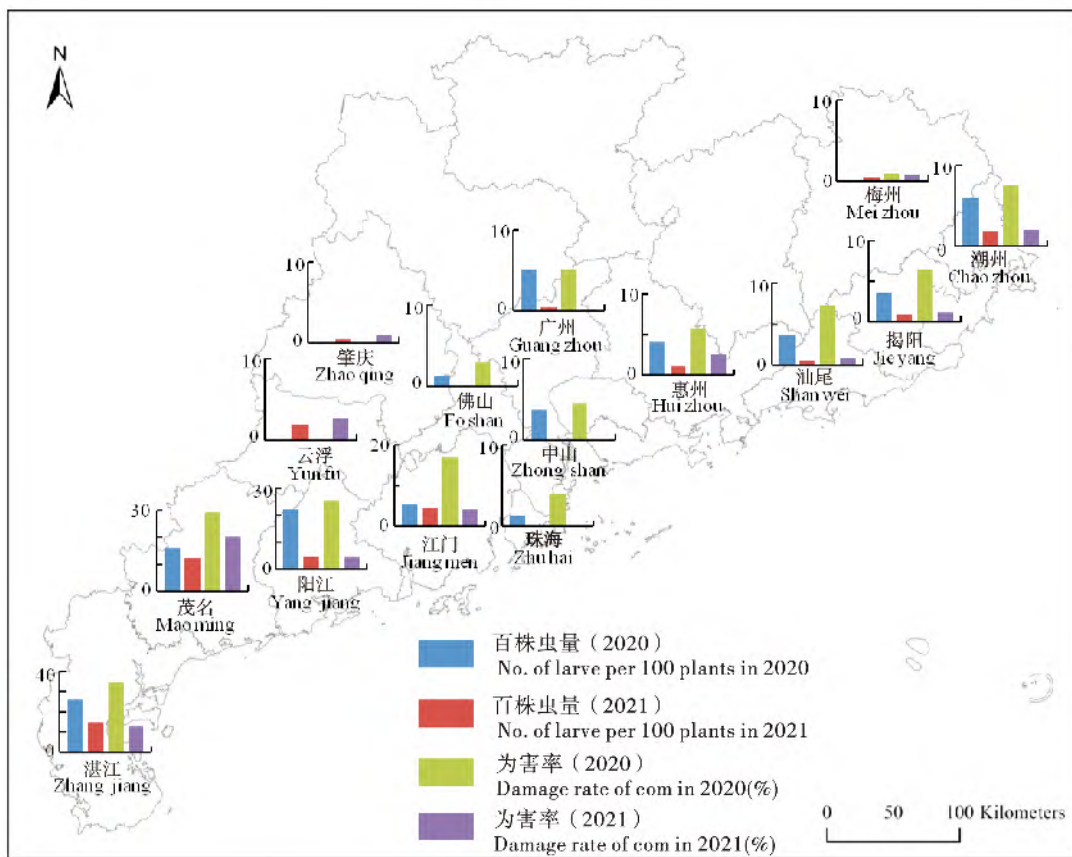 N
10
0
梅州
Mei zhou
10
0
潮州
Chao zhou
10
0
揭阳
Jie yang
10
0
汕尾
Shan wei
10
0
惠州
Hui zhou
10
0
广州
Guang zhou
10
0
肇庆
Zhao qing
10
0
佛山
Fo shan
10
0
中山
Zhong shan
10
0
云浮
Yun fu
20
0
江门
Jiang men
10
0
珠海
Zhu hai
30
0
阳江
Yang jiang
30
0
茂名
Mao ming
40
0
湛江
Zhang jiang
百株虫量（2020）
No. of larve per 100 plants in 2020
百株虫量（2021）
No. of larve per 100 plants in 2021
为害率（2020）
Damage rate of com in 2020(%)
为害率（2021）
Damage rate of com in 2021(%)
0 50 100 Kilometers